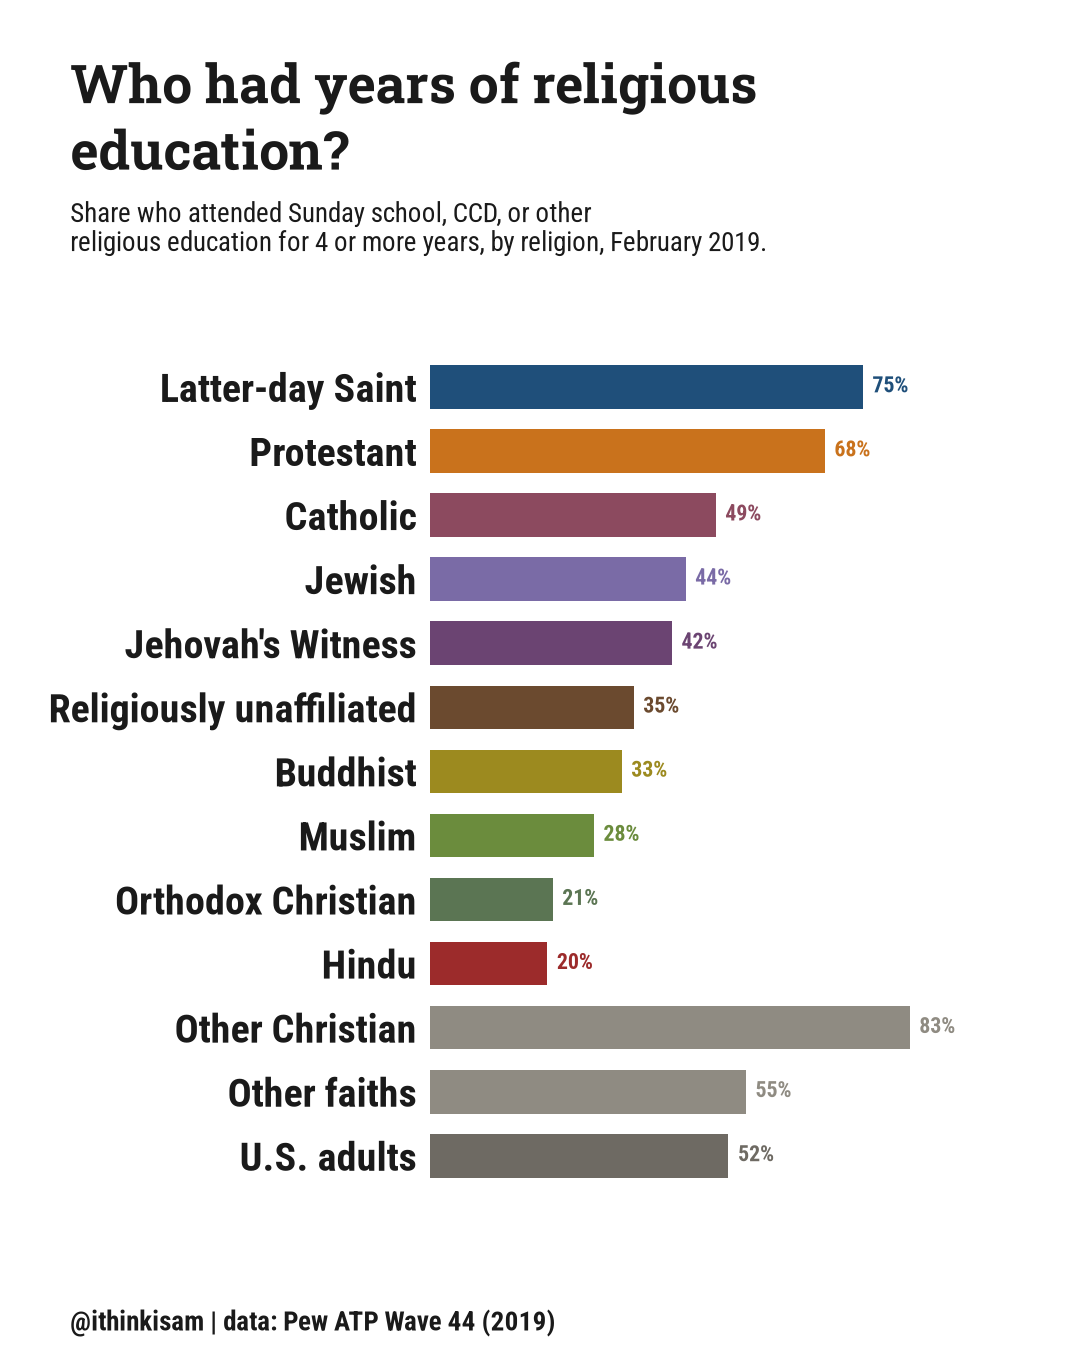 Who had years of religious
education?
Share who attended Sunday school, CCD, or other
religious education for 4 or more years, by religion, February 2019.
Latter-day Saint 75%
Protestant 68%
Catholic 49%
Jewish 44%
Jehovah's Witness 42%
Religiously unaffiliated 35%
Buddhist 33%
Muslim 28%
Orthodox Christian 21%
Hindu 20%
Other Christian 83%
Other faiths 55%
U.S. adults 52%
@ithinkisam | data: Pew ATP Wave 44 (2019)